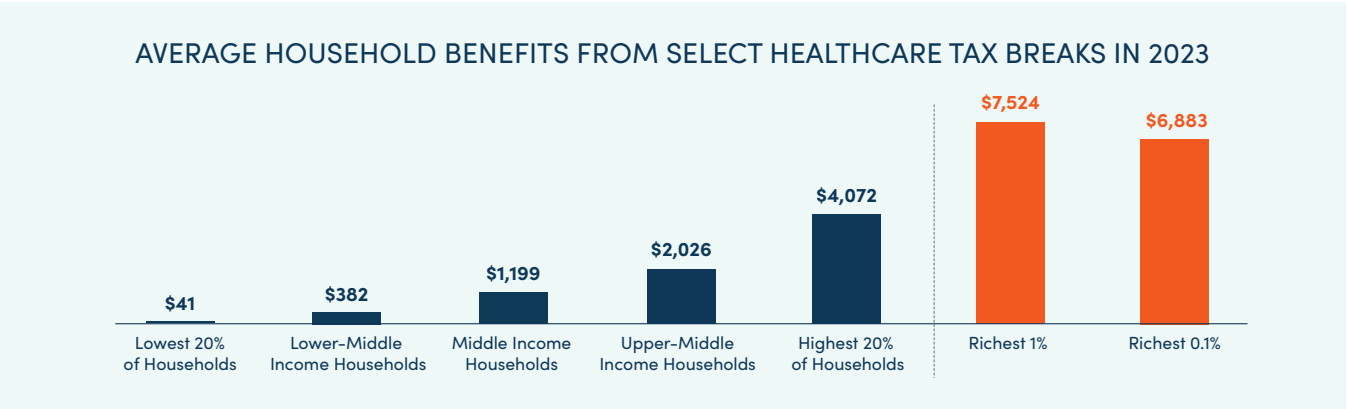 AVERAGE HOUSEHOLD BENEFITS FROM SELECT HEALTHCARE TAX BREAKS IN 2023
$41
$382
$1,199
$2,026
$4,072
$7,524
$6,883
Lowest 20%
of Households
Lower-Middle
Income Households
Middle Income
Households
Upper-Middle
Income Households
Highest 20%
of Households
Richest 1%
Richest 0.1%